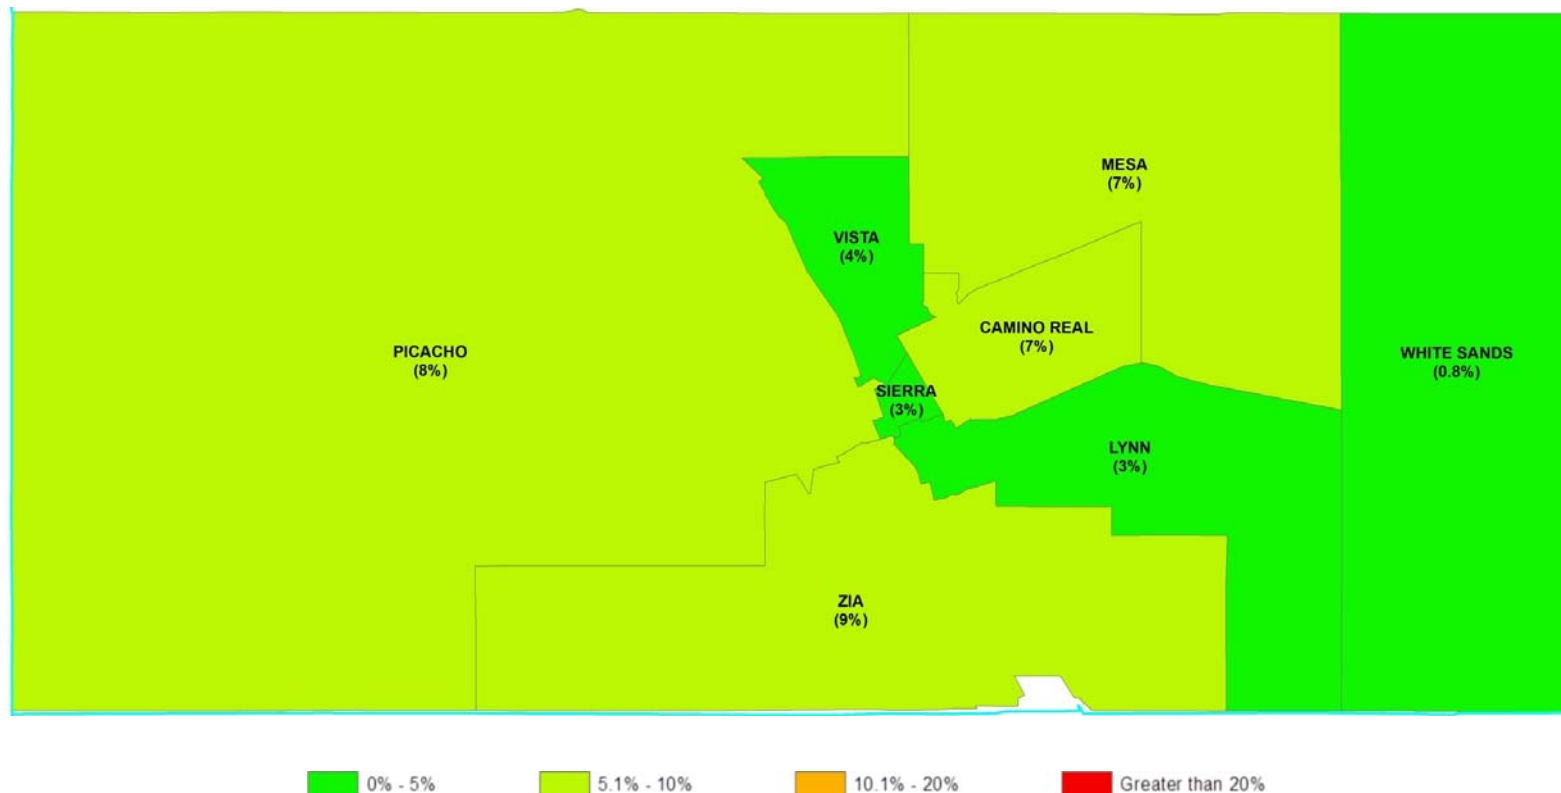 MESA
(7%)
VISTA
(4%)
CAMINO REAL
(7%)
PICACHO
(8%)
WHITE SANDS
(0.8%)
SIERRA
(3%)
LYNN
(3%)
ZIA
(9%)
0% - 5%
5.1% - 10%
10.1% - 20%
Greater than 20%